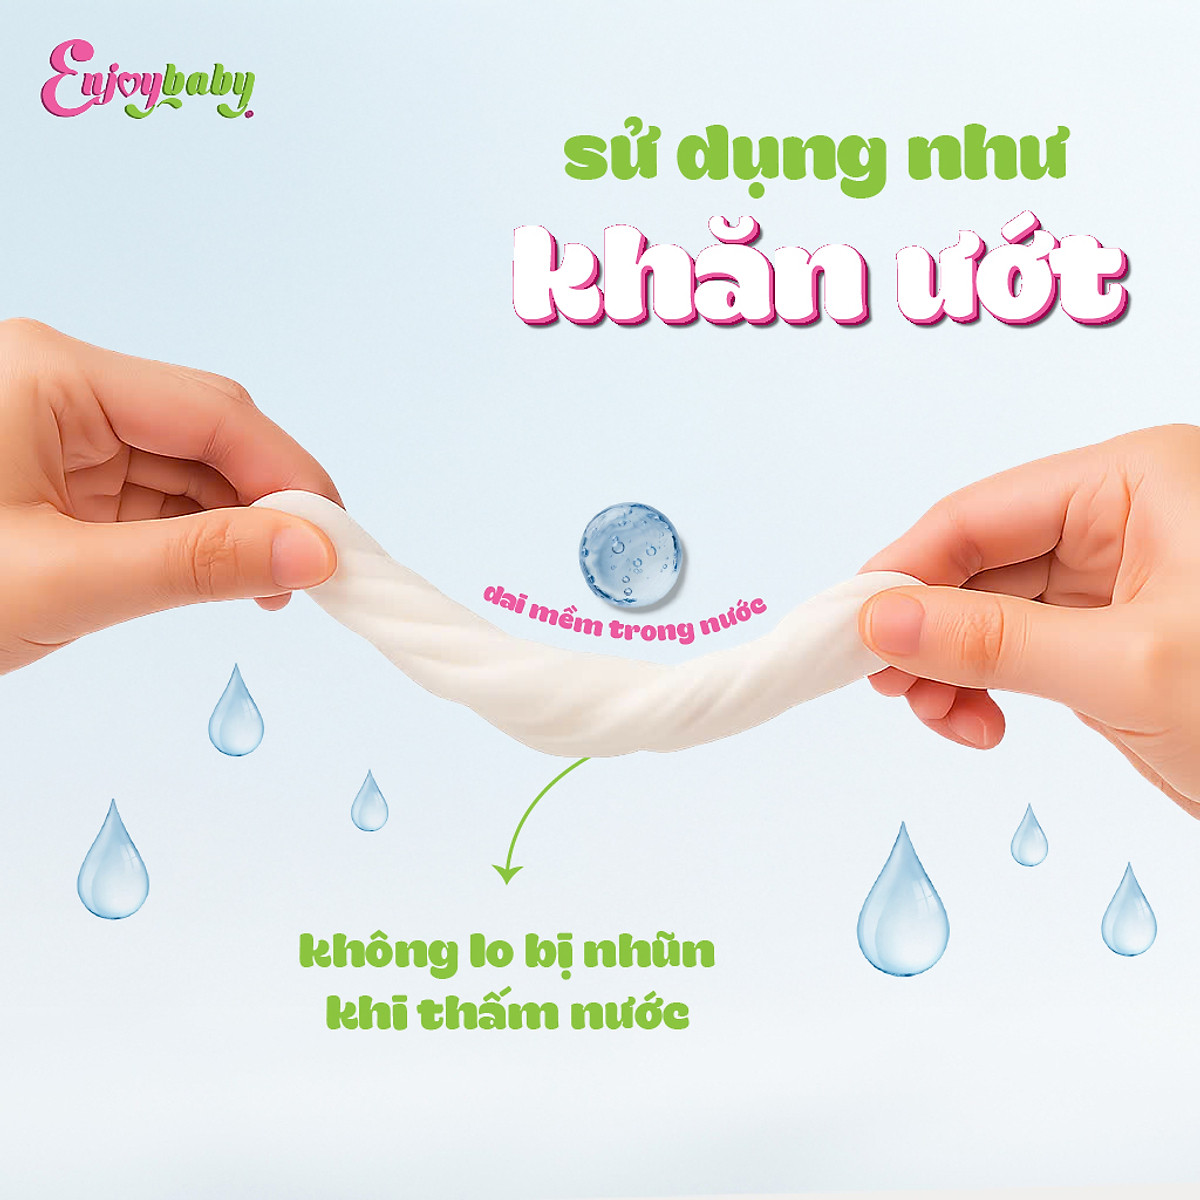 Enjoybaby
sử dụng như
khăn ướt
dai mềm trong nước
không lo bị nhũn
khi thấm nước